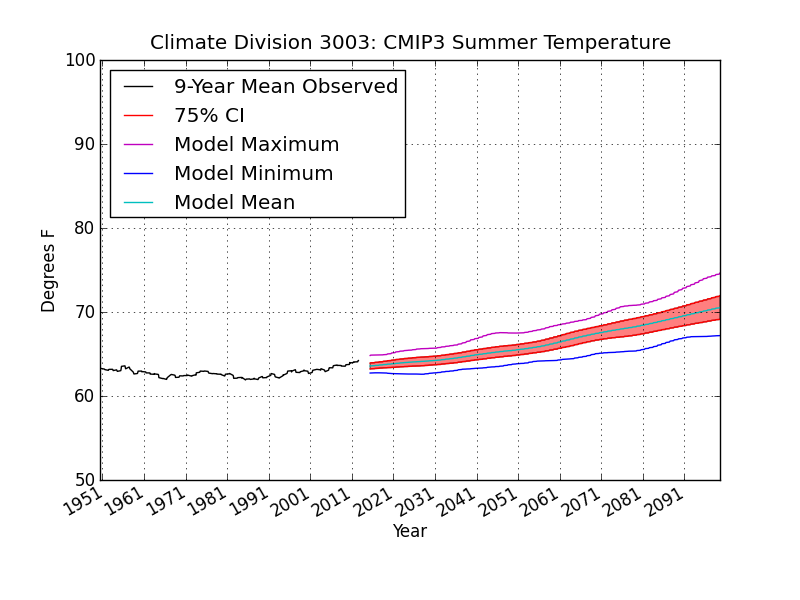 Climate Division 3003: CMIP3 Summer Temperature
100
90
80
70
60
50
Degrees F
9-Year Mean Observed
75% CI
Model Maximum
Model Minimum
Model Mean
1951
1961
1971
1981
1991
2001
2011
2021
2031
2041
2051
2061
2071
2081
2091
Year